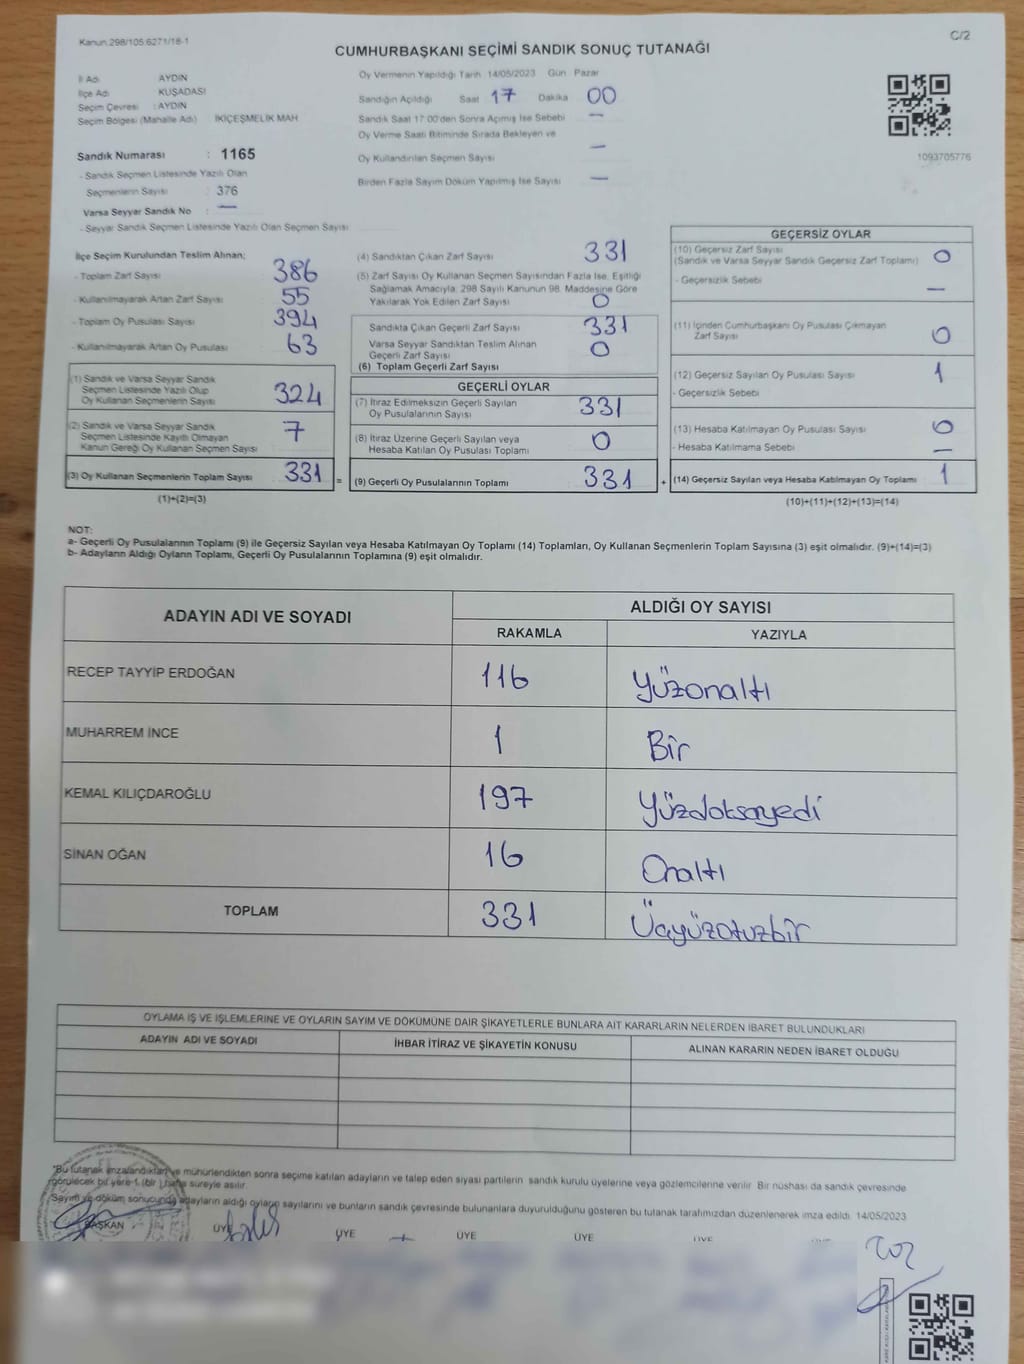 Kanun 298/105 6271/18-1
C/2
CUMHURBAŞKANI SEÇİMİ SANDIK SONUÇ TUTANAĞI
İl Adı AYDIN
İlçe Adı KUŞADASI
Seçim Çevresi : AYDIN
Seçim Bölgesi (Mahalle Adı) İKİÇEŞMELİK MAH
Sandık Numarası : 1165
- Sandık Seçmen Listesinde Yazılı Olan
Seçmenlerin Sayısı : 376
Varsa Seyyar Sandık No : —
- Seyyar Sandık Seçmen Listesinde Yazılı Olan Seçmen Sayısı
Oy Vermenin Yapıldığı Tarih 14/05/2023 Gün Pazar
Sandığın Açıldığı Saat 17 Dakika 00
Sandık Saat 17 00'den Sonra Açımış İse Sebebi —
Oy Verme Saati Bitiminde Sırada Bekleyen ve
Oy Kullandırılan Seçmen Sayısı —
Birden Fazla Sayım Döküm Yapılmış İse Sayısı —
1093705776
İlçe Seçim Kurulundan Teslim Alınan;
- Toplam Zarf Sayısı 386
- Kullanılmayarak Artan Zarf Sayısı 55
- Toplam Oy Pusulası Sayısı 394
- Kullanılmayarak Artan Oy Pusulası 63
(1) Sandık ve Varsa Seyyar Sandık
Seçmen Listesinde Yazılı Olup
Oy Kullanan Seçmenlerin Sayısı 324
(2) Sandık ve Varsa Seyyar Sandık
Seçmen Listesinde Kayıtlı Olmayan
Kanun Gereği Oy Kullanan Seçmen Sayısı 7
(3) Oy Kullanan Seçmenlerin Toplam Sayısı 331 =
(1)+(2)=(3)
(4) Sandıktan Çıkan Zarf Sayısı 331
(5) Zarf Sayısı Oy Kullanan Seçmen Sayısından Fazla İse, Eşitliği
Sağlamak Amacıyla; 298 Sayılı Kanunun 98. Maddesine Göre
Yakılarak Yok Edilen Zarf Sayısı 0
Sandıkta Çıkan Geçerli Zarf Sayısı 331
Varsa Seyyar Sandıktan Teslim Alınan
Geçerli Zarf Sayısı 0
(6) Toplam Geçerli Zarf Sayısı
GEÇERLİ OYLAR
(7) İtiraz Edilmeksizin Geçerli Sayılan
Oy Pusulalarının Sayısı 331
(8) İtiraz Üzerine Geçerli Sayılan veya
Hesaba Katılan Oy Pusulası Toplamı 0
(9) Geçerli Oy Pusulalarının Toplamı 331 +
GEÇERSİZ OYLAR
(10) Geçersiz Zarf Sayısı
(Sandık ve Varsa Seyyar Sandık Geçersiz Zarf Toplamı) 0
- Geçersizlik Sebebi —
(11) İçinden Cumhurbaşkanı Oy Pusulası Çıkmayan
Zarf Sayısı 0
(12) Geçersiz Sayılan Oy Pusulası Sayısı 1
- Geçersizlik Sebebi
(13) Hesaba Katılmayan Oy Pusulası Sayısı 0
- Hesaba Katılmama Sebebi —
(14) Geçersiz Sayılan veya Hesaba Katılmayan Oy Toplamı 1
(10)+(11)+(12)+(13)=(14)
NOT:
a- Geçerli Oy Pusulalarının Toplamı (9) ile Geçersiz Sayılan veya Hesaba Katılmayan Oy Toplamı (14) Toplamları, Oy Kullanan Seçmenlerin Toplam Sayısına (3) eşit olmalıdır. (9)+(14)=(3)
b- Adayların Aldığı Oyların Toplamı, Geçerli Oy Pusulalarının Toplamına (9) eşit olmalıdır.
ADAYIN ADI VE SOYADI
ALDIĞI OY SAYISI
RAKAMLA YAZIYLA
RECEP TAYYİP ERDOĞAN 116 Yüzonaltı
MUHARREM İNCE 1 Bir
KEMAL KILIÇDAROĞLU 197 Yüzdoksayedi
SİNAN OĞAN 16 Onaltı
TOPLAM 331 Üçyüzotuzbir
OYLAMA İŞ VE İŞLEMLERİNE VE OYLARIN SAYIM VE DÖKÜMÜNE DAİR ŞİKAYETLERLE BUNLARA AİT KARARLARIN NELERDEN İBARET BULUNDUKLARI
ADAYIN ADI VE SOYADI İHBAR İTİRAZ VE ŞİKAYETİN KONUSU ALINAN KARARIN NEDEN İBARET OLDUĞU
*Bu tutanak imzalandıktan ve mühürlendikten sonra seçime katılan adayların ve talep eden siyasi partilerin sandık kurulu üyelerine veya gözlemcilerine verilir. Bir nüshası da sandık çevresinde
görülecek bir yere 1 (bir) hafta süreyle asılır.
Sayım ve döküm sonucunda adayların aldığı oyların sayılarını ve bunların sandık çevresinde bulunanlara duyurulduğunu gösteren bu tutanak tarafımızdan düzenlenerek imza edildi. 14/05/2023
BAŞKAN ÜYE ÜYE ÜYE ÜYE ÜYE